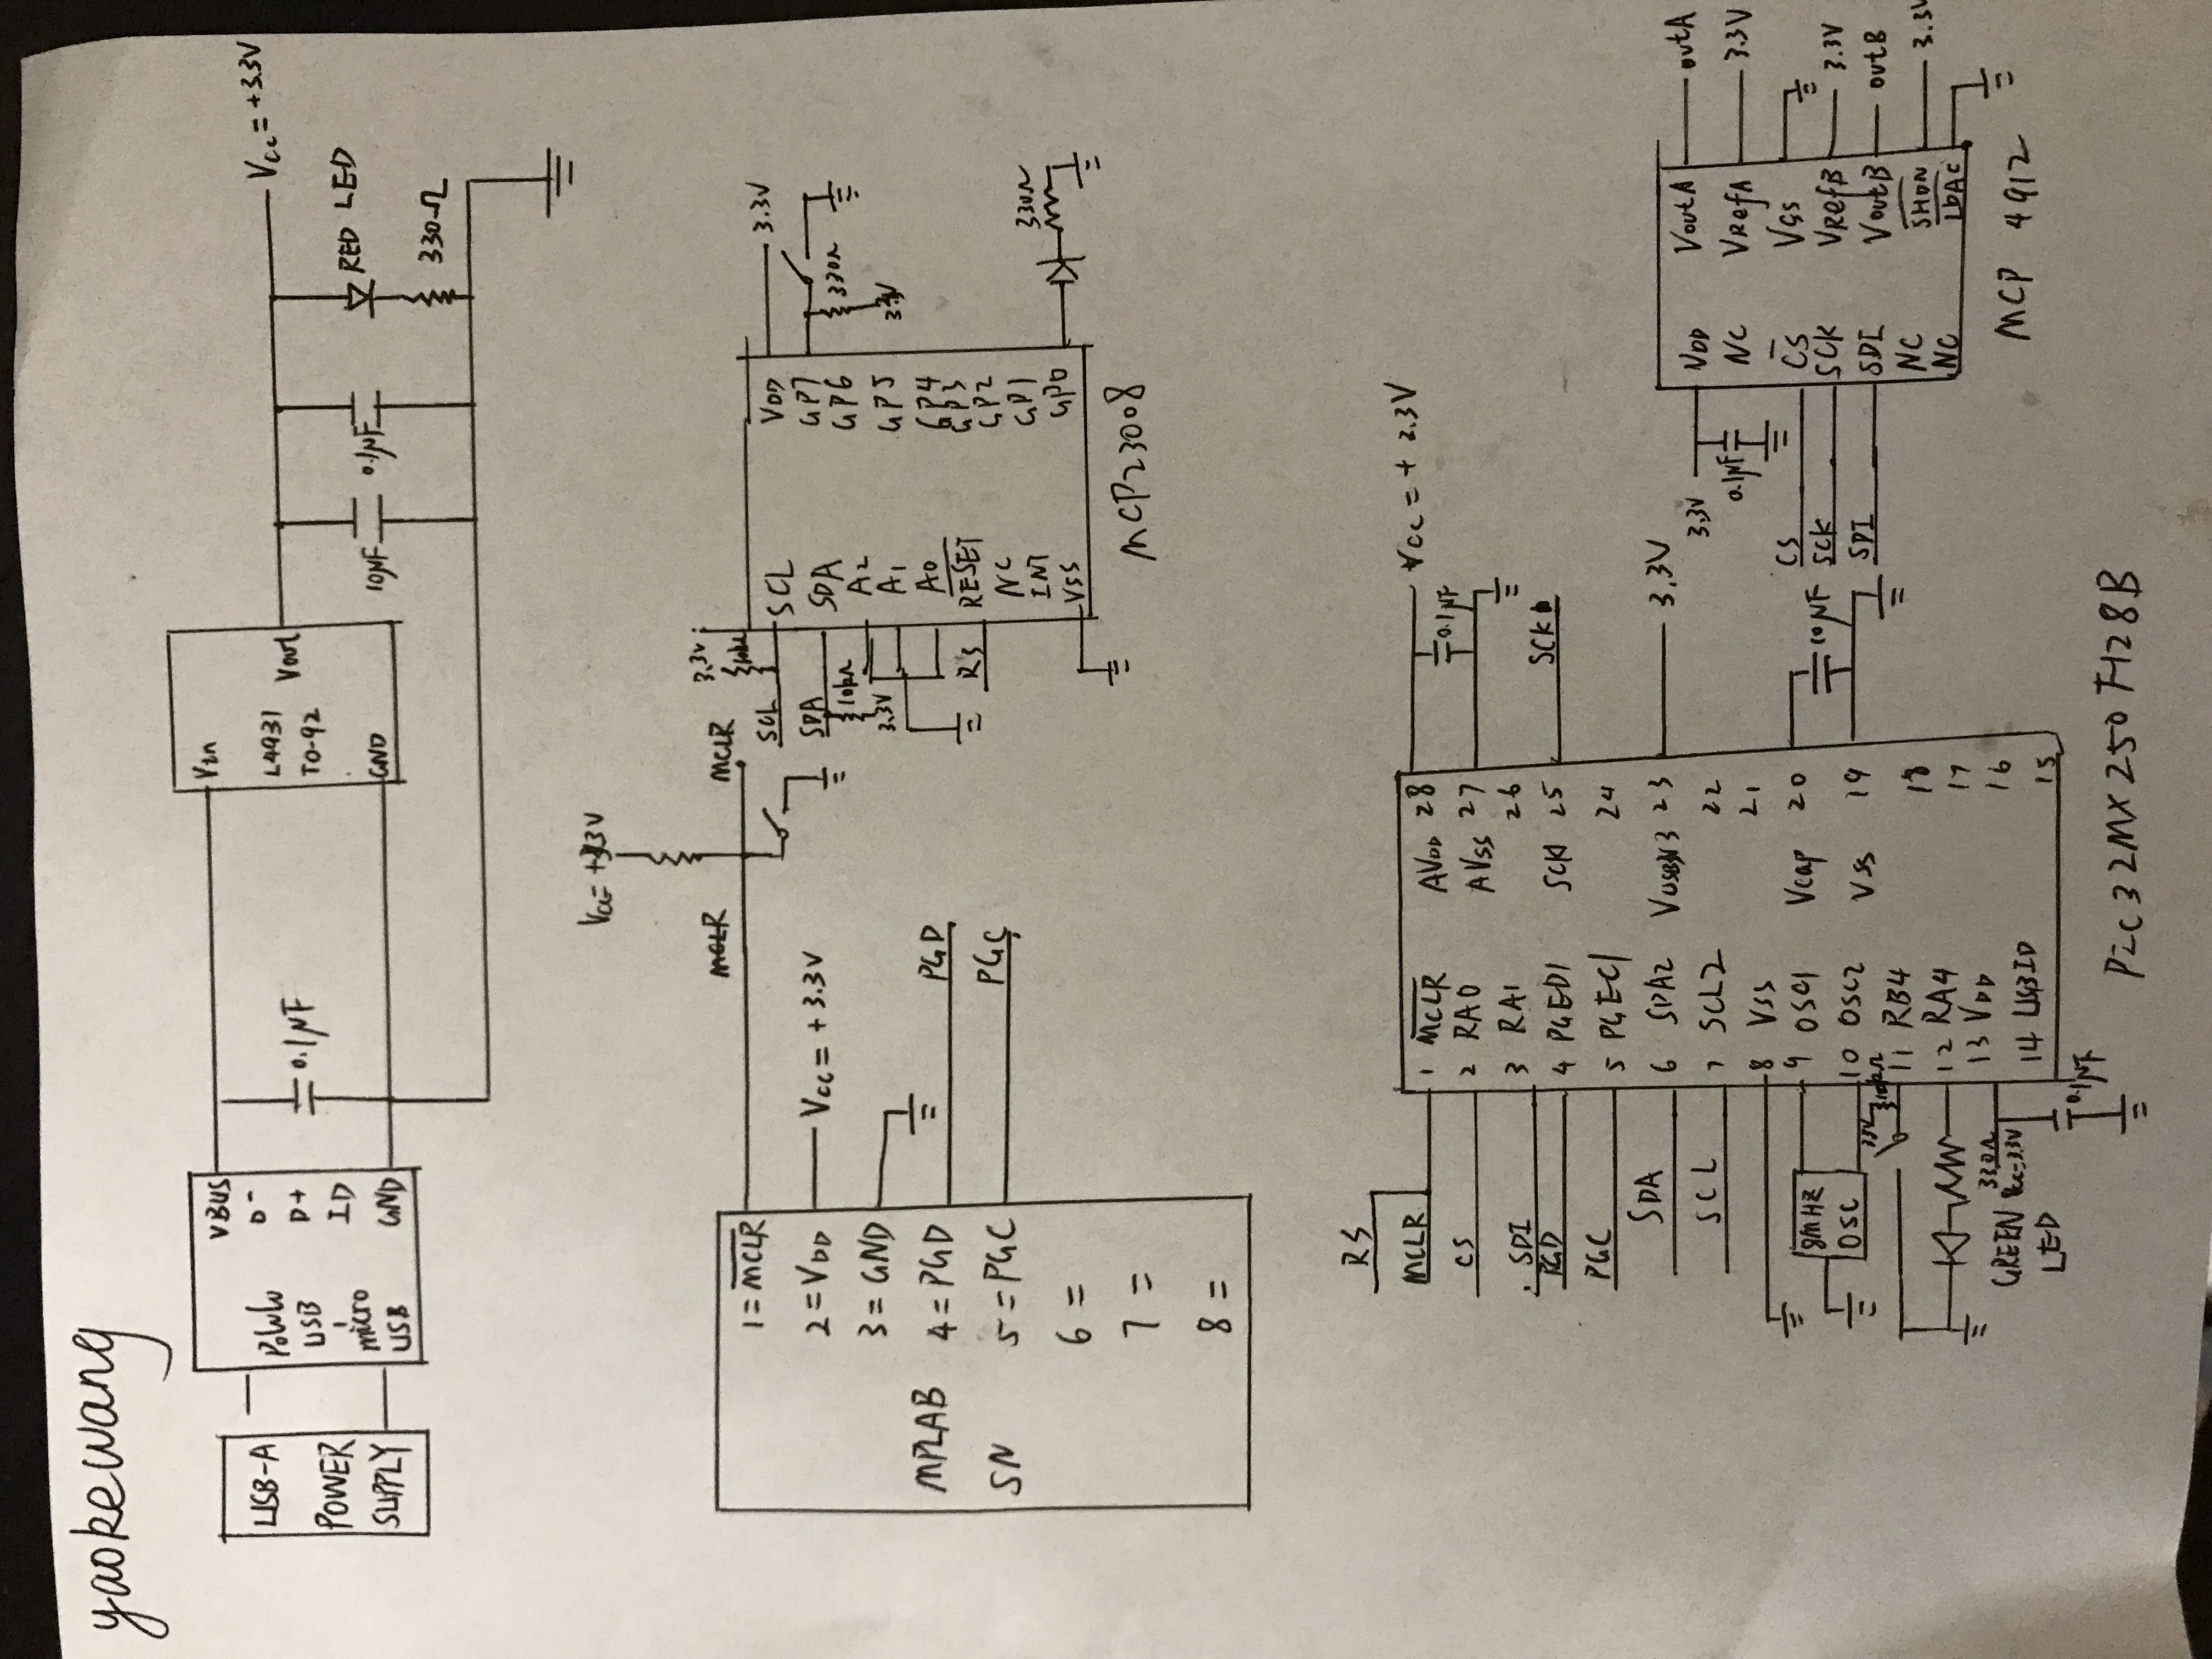 yaokewang
USB-A
POWER
SUPPLY
Pololu
USB
-
micro
USB
VBUS
D-
D+
ID
GND
0.1μF
Vin
L4931
TO-92
Vout
GND
10μF
0.1μF
RED LED
330Ω
Vcc = +3.3V
Vcc = +3.3V
MPLAB
SN
1 = MCLR
2 = VDD
3 = GND
4 = PGD
5 = PGC
6 =
7 =
8 =
MCLR
MCLR
Vcc = +3.3V
PGD
PGC
3.3V
10kΩ
SCL
SDA
10kΩ
3.3V
RS
SCL
SDA
A2
A1
A0
RESET
NC
INT
VSS
VDD
GP7
GP6
GP5
GP4
GP3
GP2
GP1
GP0
3.3V
330Ω
3.3V
330Ω
MCP23008
RS
MCLR
CS
SDI
PGD
PGC
SDA
SCL
8MHZ
OSC
3.3V
10kΩ
330Ω
GREEN
LED
Vcc=3.3V
0.1μF
1 MCLR
2 RA0
3 RA1
4 PGED1
5 PGEC1
6 SDA2
7 SCL2
8 VSS
9 OSC1
10 OSC2
11 RB4
12 RA4
13 VDD
14 USBID
AVDD 28
AVSS 27
26
SCK1 25
24
VUSB3V3 23
22
21
Vcap 20
VSS 19
18
17
16
15
Vcc = + 3.3V
0.1μF
SCK
3.3V
10μF
PIC32MX250F128B
3.3V
0.1μF
CS
SCK
SDI
VDD
NC
CS
SCK
SDI
NC
NC
VoutA
VRefA
VSS
VRefB
VoutB
SHDN
LDAC
outA
3.3V
3.3V
outB
3.3V
MCP 4912